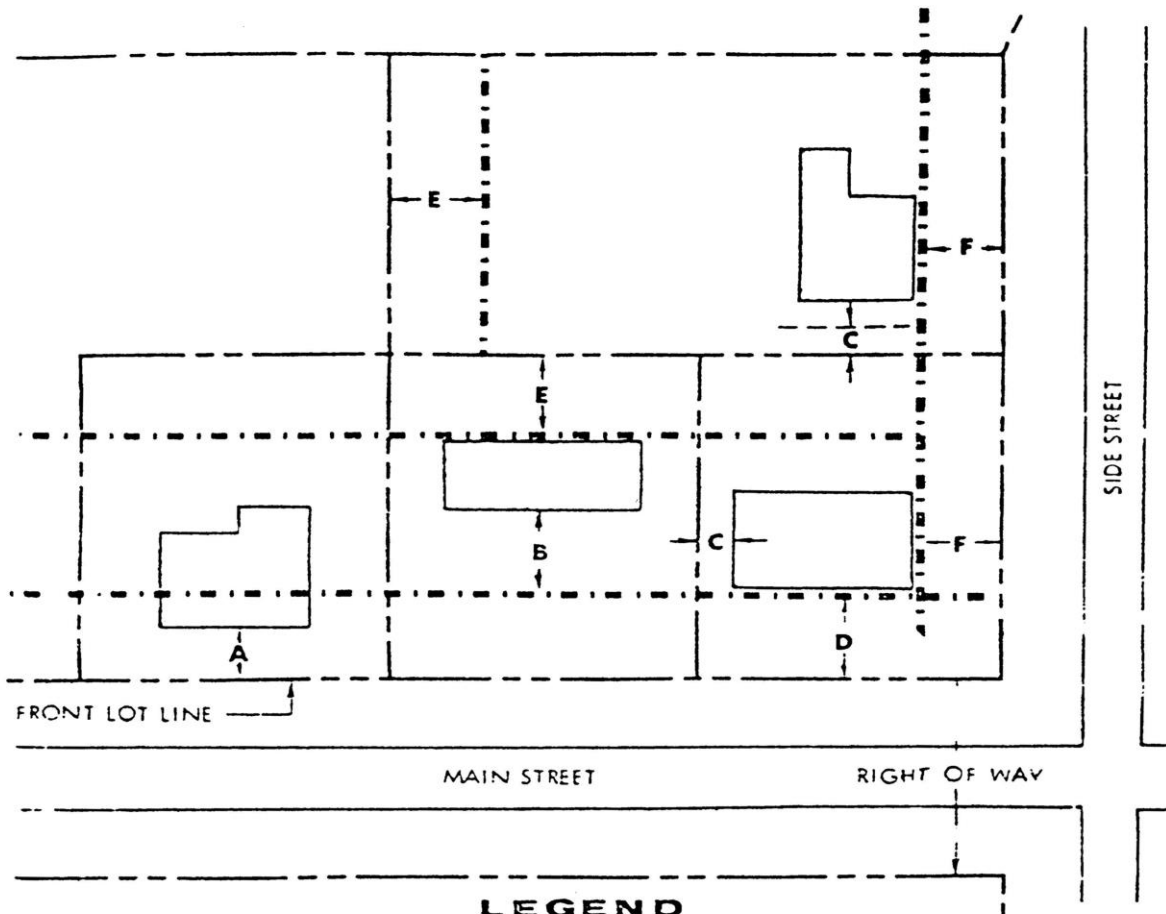 E
F
C
E
SIDE STREET
B
C
F
A
D
FRONT LOT LINE
MAIN STREET
RIGHT OF WAY
LEGEND